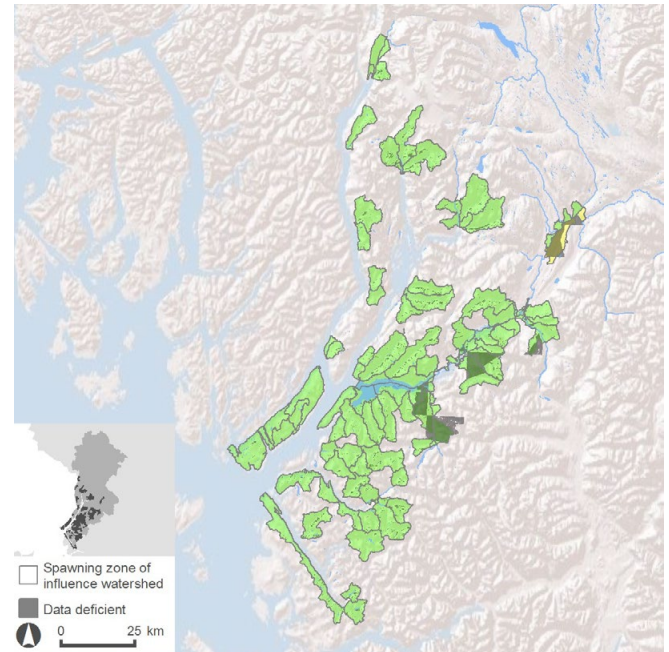 Spawning zone of
influence watershed
Data deficient
0 25 km